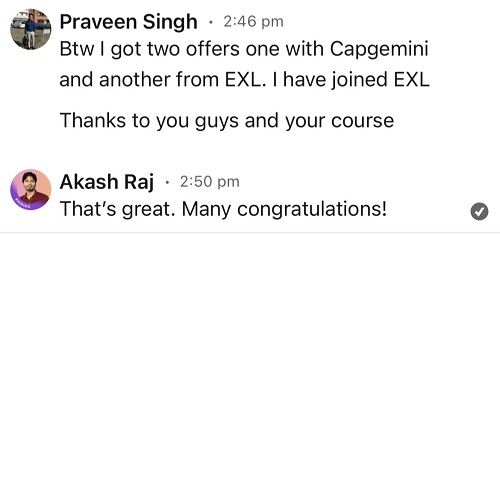 Praveen Singh • 2:46 pm
Btw I got two offers one with Capgemini
and another from EXL. I have joined EXL
Thanks to you guys and your course
Akash Raj • 2:50 pm
That's great. Many congratulations!